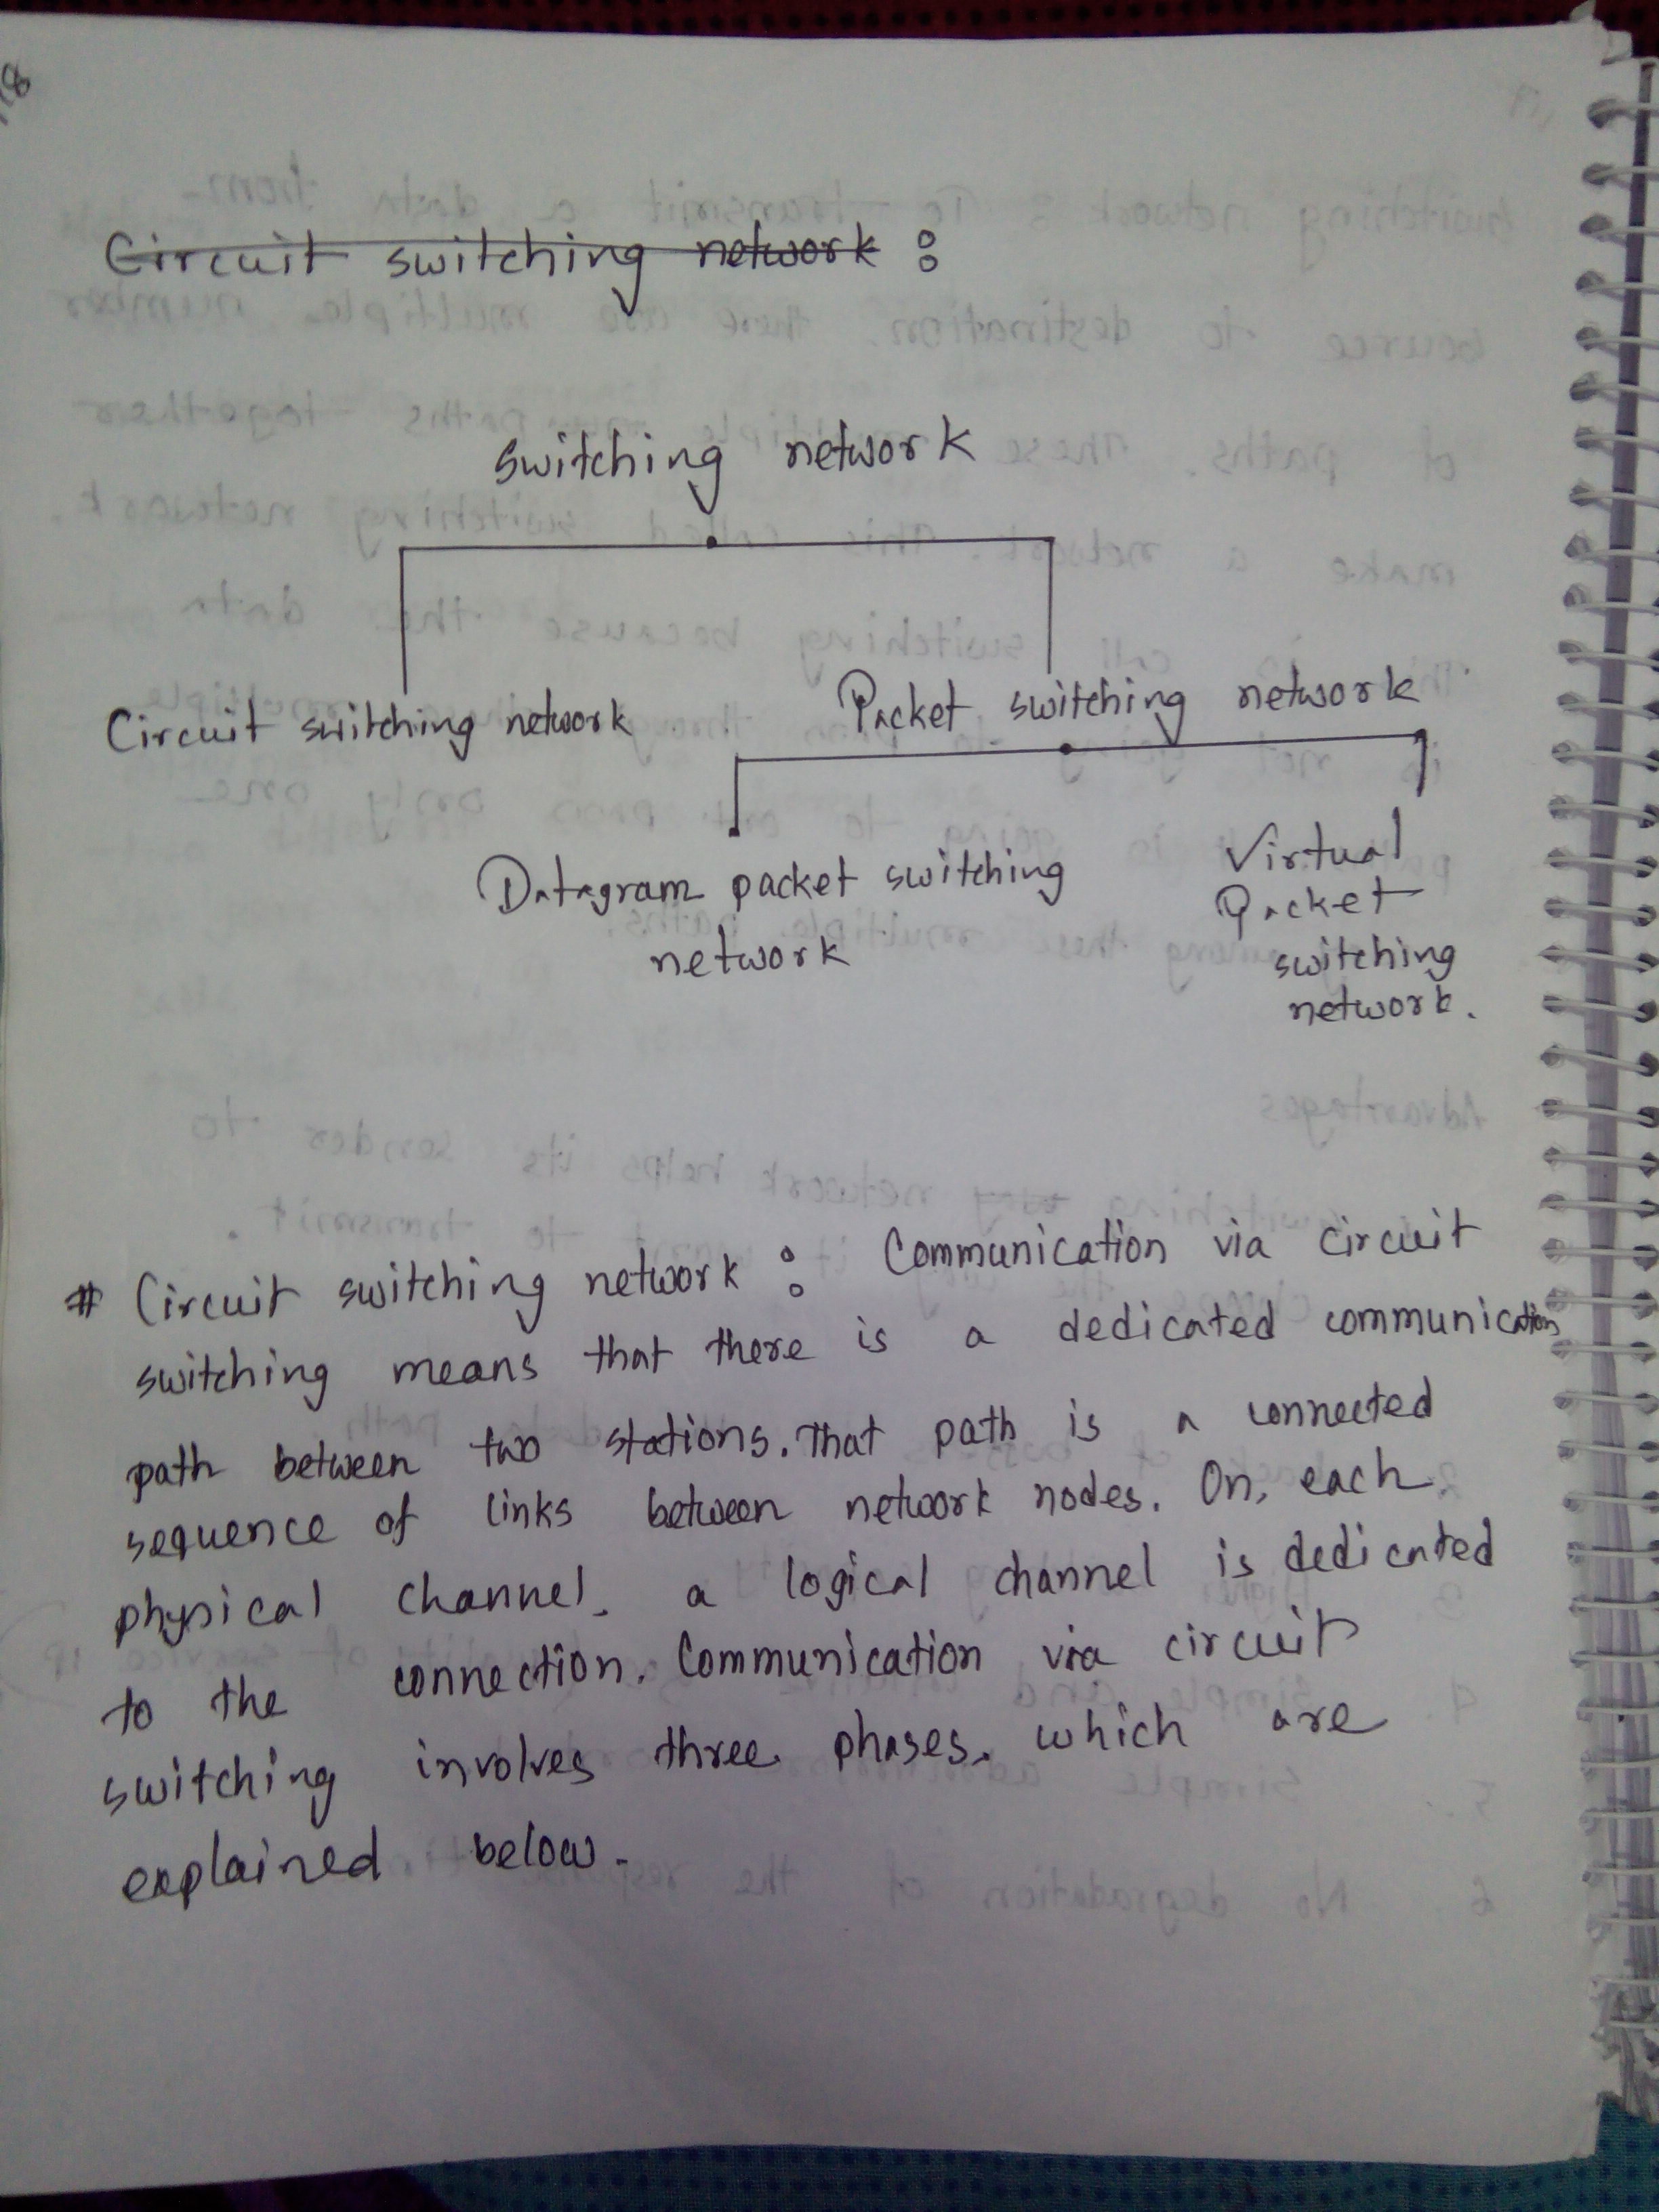 18
Circuit switching network :
switching network
Circuit switching network
Packet switching network
Datagram packet switching
network
Virtual
Packet
switching
network.
# Circuit switching network : Communication via circuit
switching means that there is a dedicated communication
path between two stations. That path is a connected
sequence of links between network nodes. On, each
physical channel, a logical channel is dedicated
to the connection. Communication via circuit
switching involves three phases, which are
explained below.